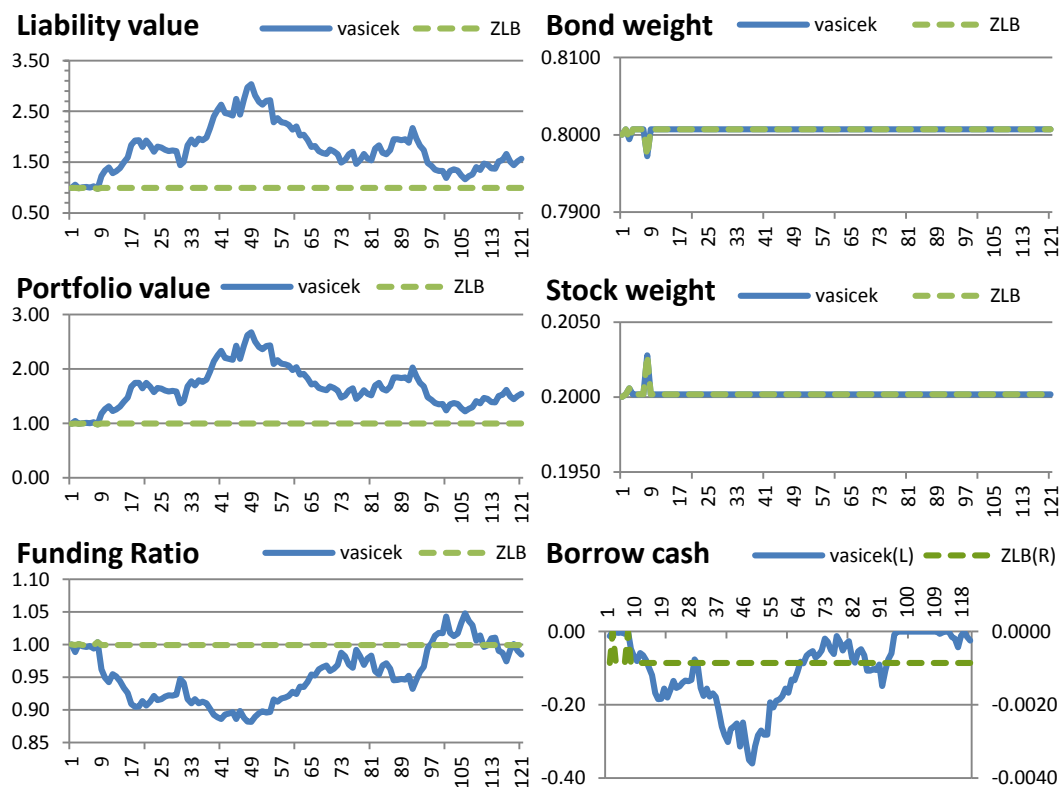 Liability value vasicek ZLB
3.50
2.50
1.50
0.50
1 9 17 25 33 41 49 57 65 73 81 89 97 105 113 121
Bond weight vasicek ZLB
0.8100
0.8000
0.7900
1 9 17 25 33 41 49 57 65 73 81 89 97 105 113 121
Portfolio value vasicek ZLB
3.00
2.00
1.00
0.00
1 9 17 25 33 41 49 57 65 73 81 89 97 105 113 121
Stock weight vasicek ZLB
0.2050
0.2000
0.1950
1 9 17 25 33 41 49 57 65 73 81 89 97 105 113 121
Funding Ratio vasicek ZLB
1.10
1.05
1.00
0.95
0.90
0.85
1 9 17 25 33 41 49 57 65 73 81 89 97 105 113 121
Borrow cash vasicek(L) ZLB(R)
1 10 19 28 37 46 55 64 73 82 91 100 109 118
0.00 0.0000
-0.20 -0.0020
-0.40 -0.0040